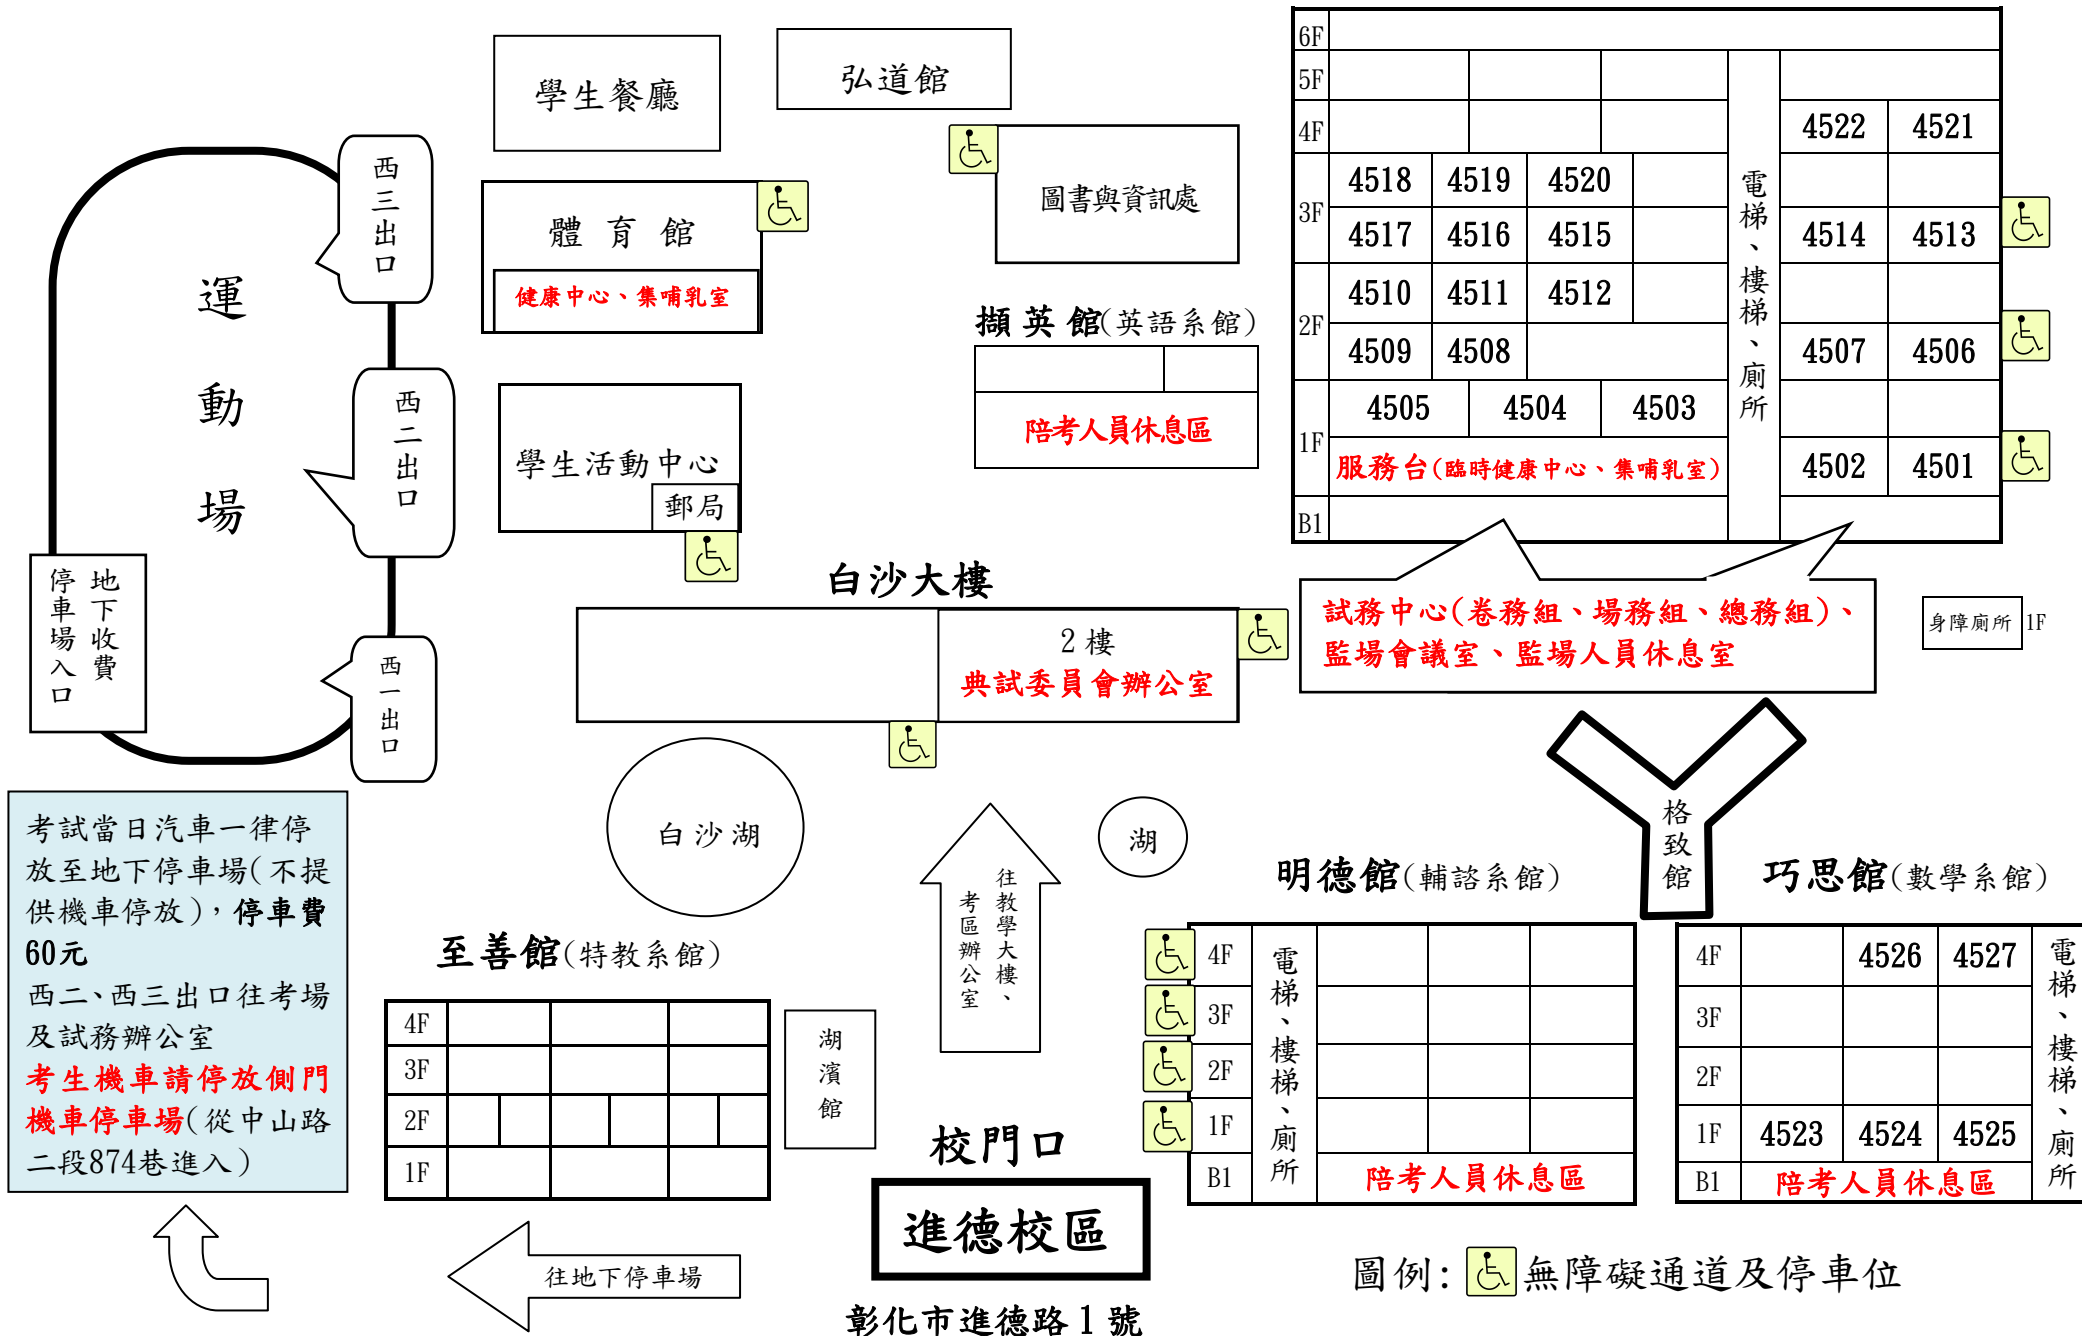 學生餐廳
弘道館
圖書與資訊處
體育館
健康中心、集哺乳室
擷英館(英語系館)
陪考人員休息區
學生活動中心
郵局
運動場
西三出口
西二出口
西一出口
地下收費
停車場入口
6F
5F
4F
4522 4521
3F
4518 4519 4520
4517 4516 4515
4514 4513
2F
4510 4511 4512
4509 4508
4507 4506
1F
4505 4504 4503
服務台(臨時健康中心、集哺乳室)
4502 4501
B1
電梯、樓梯、廁所
試務中心(卷務組、場務組、總務組)、
監場會議室、監場人員休息室
身障廁所 1F
白沙大樓
2樓
典試委員會辦公室
白沙湖
湖
往教學大樓、
考區辦公室
格致館
考試當日汽車一律停
放至地下停車場(不提
供機車停放)，停車費
60元
西二、西三出口往考場
及試務辦公室
考生機車請停放側門
機車停車場(從中山路
二段874巷進入)
至善館(特教系館)
4F
3F
2F
1F
湖濱館
明德館(輔諮系館)
4F
3F
2F
1F
B1
電梯、樓梯、廁所
陪考人員休息區
巧思館(數學系館)
4F 4526 4527
3F
2F
1F 4523 4524 4525
B1 陪考人員休息區
電梯、樓梯、廁所
校門口
進德校區
彰化市進德路1號
往地下停車場
圖例：無障礙通道及停車位